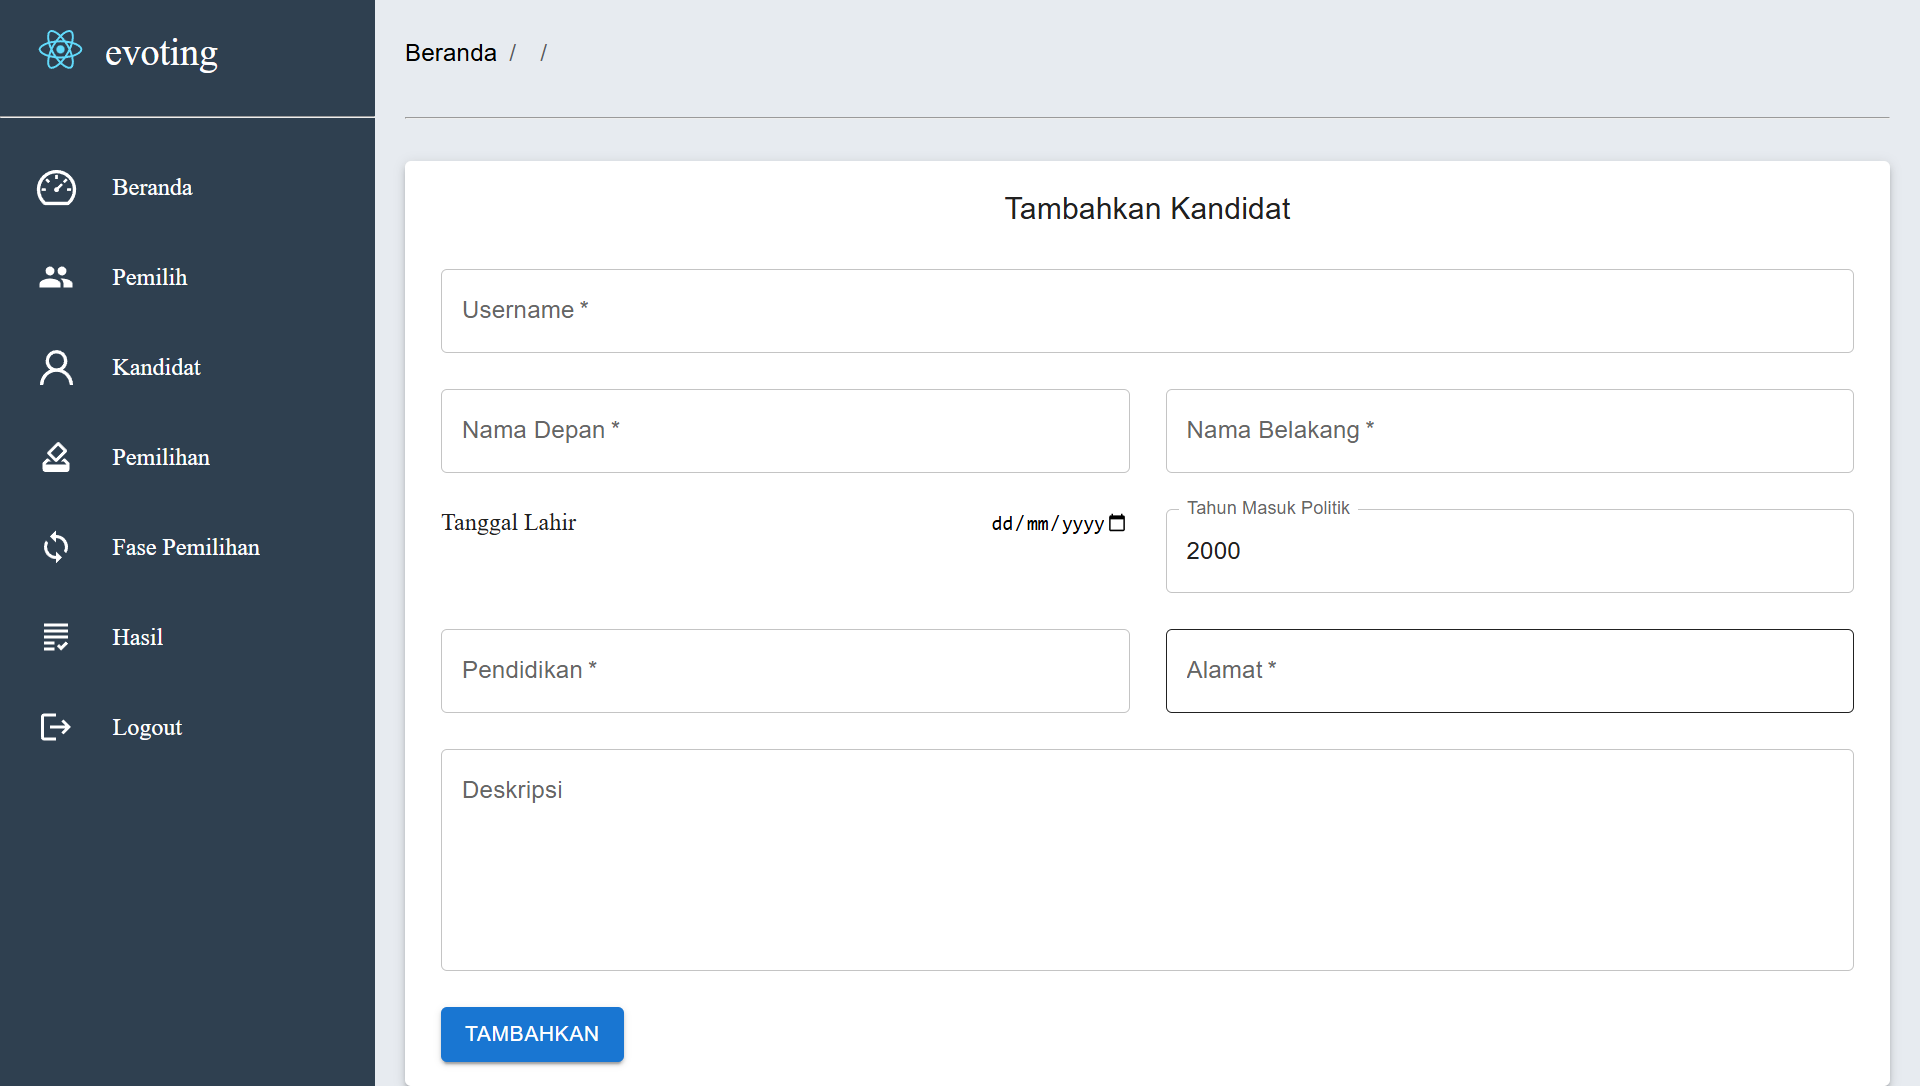 evoting
Beranda / /
Beranda
Pemilih
Kandidat
Pemilihan
Fase Pemilihan
Hasil
Logout
Tambahkan Kandidat
Username *
Nama Depan *
Nama Belakang *
Tanggal Lahir
dd/mm/yyyy
Tahun Masuk Politik
2000
Pendidikan *
Alamat *
Deskripsi
TAMBAHKAN